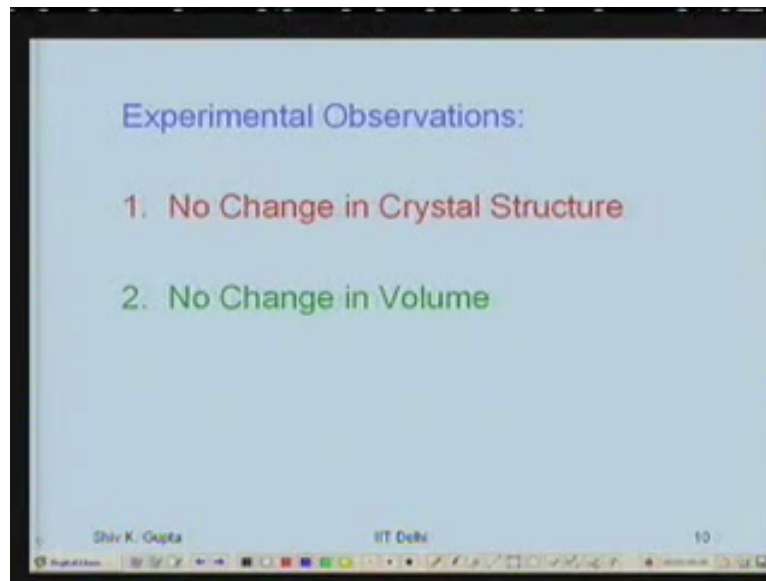 Experimental Observations:
1. No Change in Crystal Structure
2. No Change in Volume
Shiv K. Gupta
IIT Delhi
10